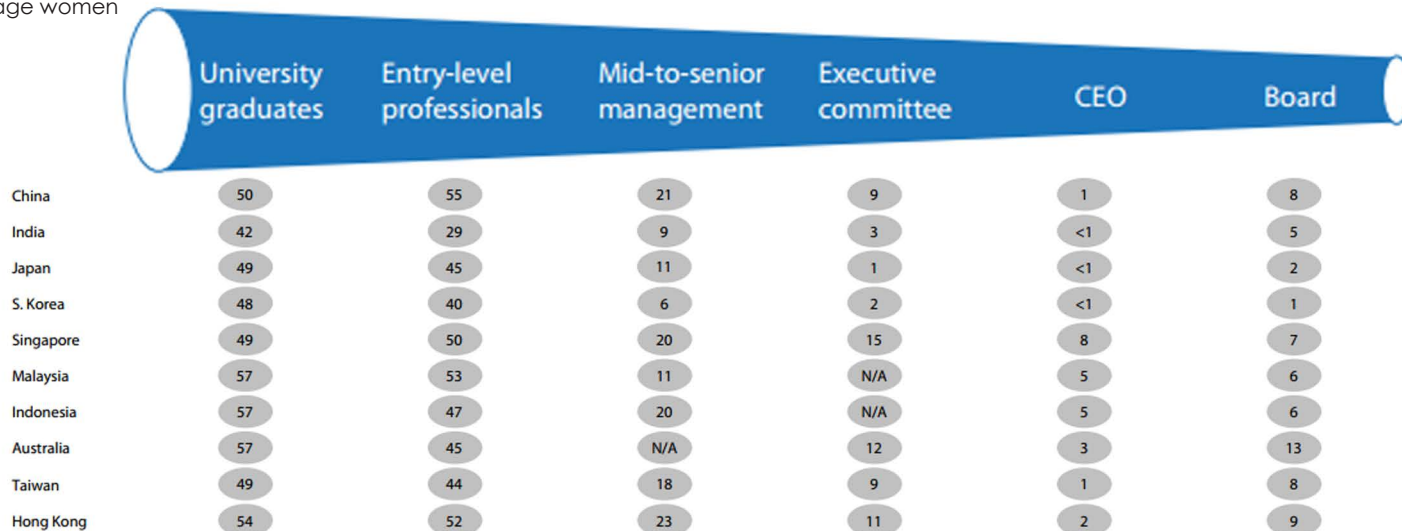 age women
University graduates Entry-level professionals Mid-to-senior management Executive committee CEO Board
China 50 55 21 9 1 8
India 42 29 9 3 <1 5
Japan 49 45 11 1 <1 2
S. Korea 48 40 6 2 <1 1
Singapore 49 50 20 15 8 7
Malaysia 57 53 11 N/A 5 6
Indonesia 57 47 20 N/A 5 6
Australia 57 45 N/A 12 3 13
Taiwan 49 44 18 9 1 8
Hong Kong 54 52 23 11 2 9